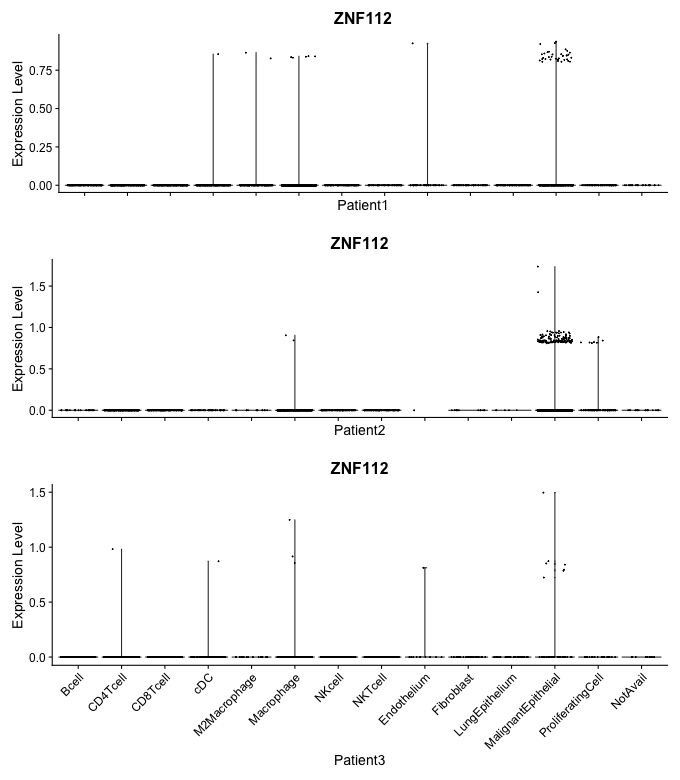 ZNF112
Expression Level
0.75
0.50
0.25
0.00
Patient1
ZNF112
Expression Level
1.5
1.0
0.5
0.0
Patient2
ZNF112
Expression Level
1.5
1.0
0.5
0.0
Bcell
CD4Tcell
CD8Tcell
cDC
M2Macrophage
Macrophage
NKcell
NKTcell
Endothelium
Fibroblast
LungEpithelium
MalignantEpithelial
ProliferatingCell
NotAvail
Patient3